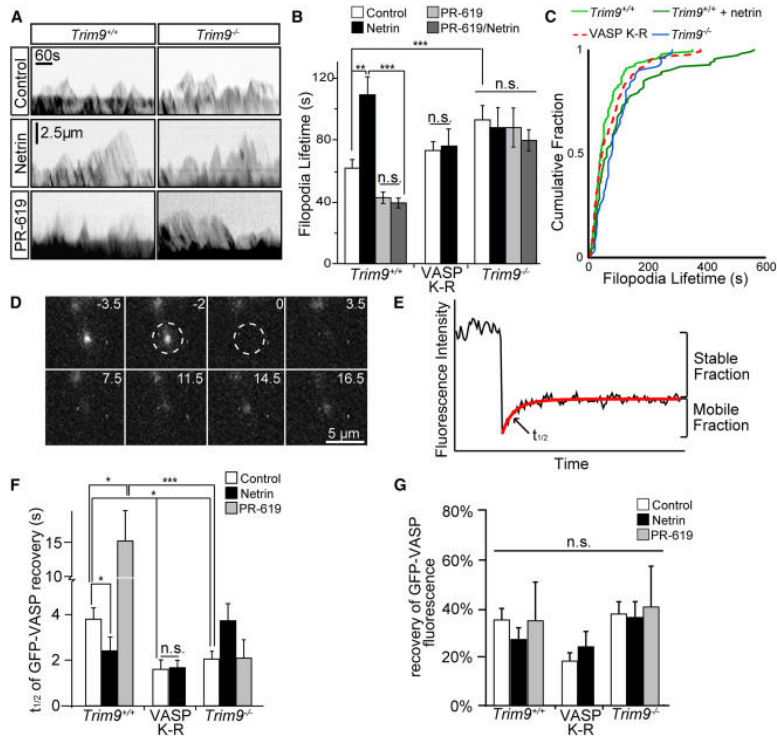 A
Trim9+/+
Trim9-/-
60s
Control
2.5μm
Netrin
PR-619
B
Control
Netrin
PR-619
PR-619/Netrin
***
** ***
n.s.
n.s.
n.s.
Filopodia Lifetime (s)
120
80
40
0
Trim9+/+
VASP
K-R
Trim9-/-
C
Trim9+/+
Trim9+/+ + netrin
VASP K-R
Trim9-/-
Cumulative Fraction
1
0.5
0
0 200 400 600
Filopodia Lifetime (s)
D
-3.5 -2 0 3.5
7.5 11.5 14.5 16.5
5 μm
E
Fluorescence Intensity
Stable
Fraction
Mobile
Fraction
t1/2
Time
F
Control
Netrin
PR-619
* ***
*
*
n.s.
t1/2 of GFP-VASP recovery (s)
15
10
4
2
0
Trim9+/+
VASP
K-R
Trim9-/-
G
Control
Netrin
PR-619
n.s.
recovery of GFP-VASP
fluorescence
80%
60%
40%
20%
0%
Trim9+/+
VASP
K-R
Trim9-/-